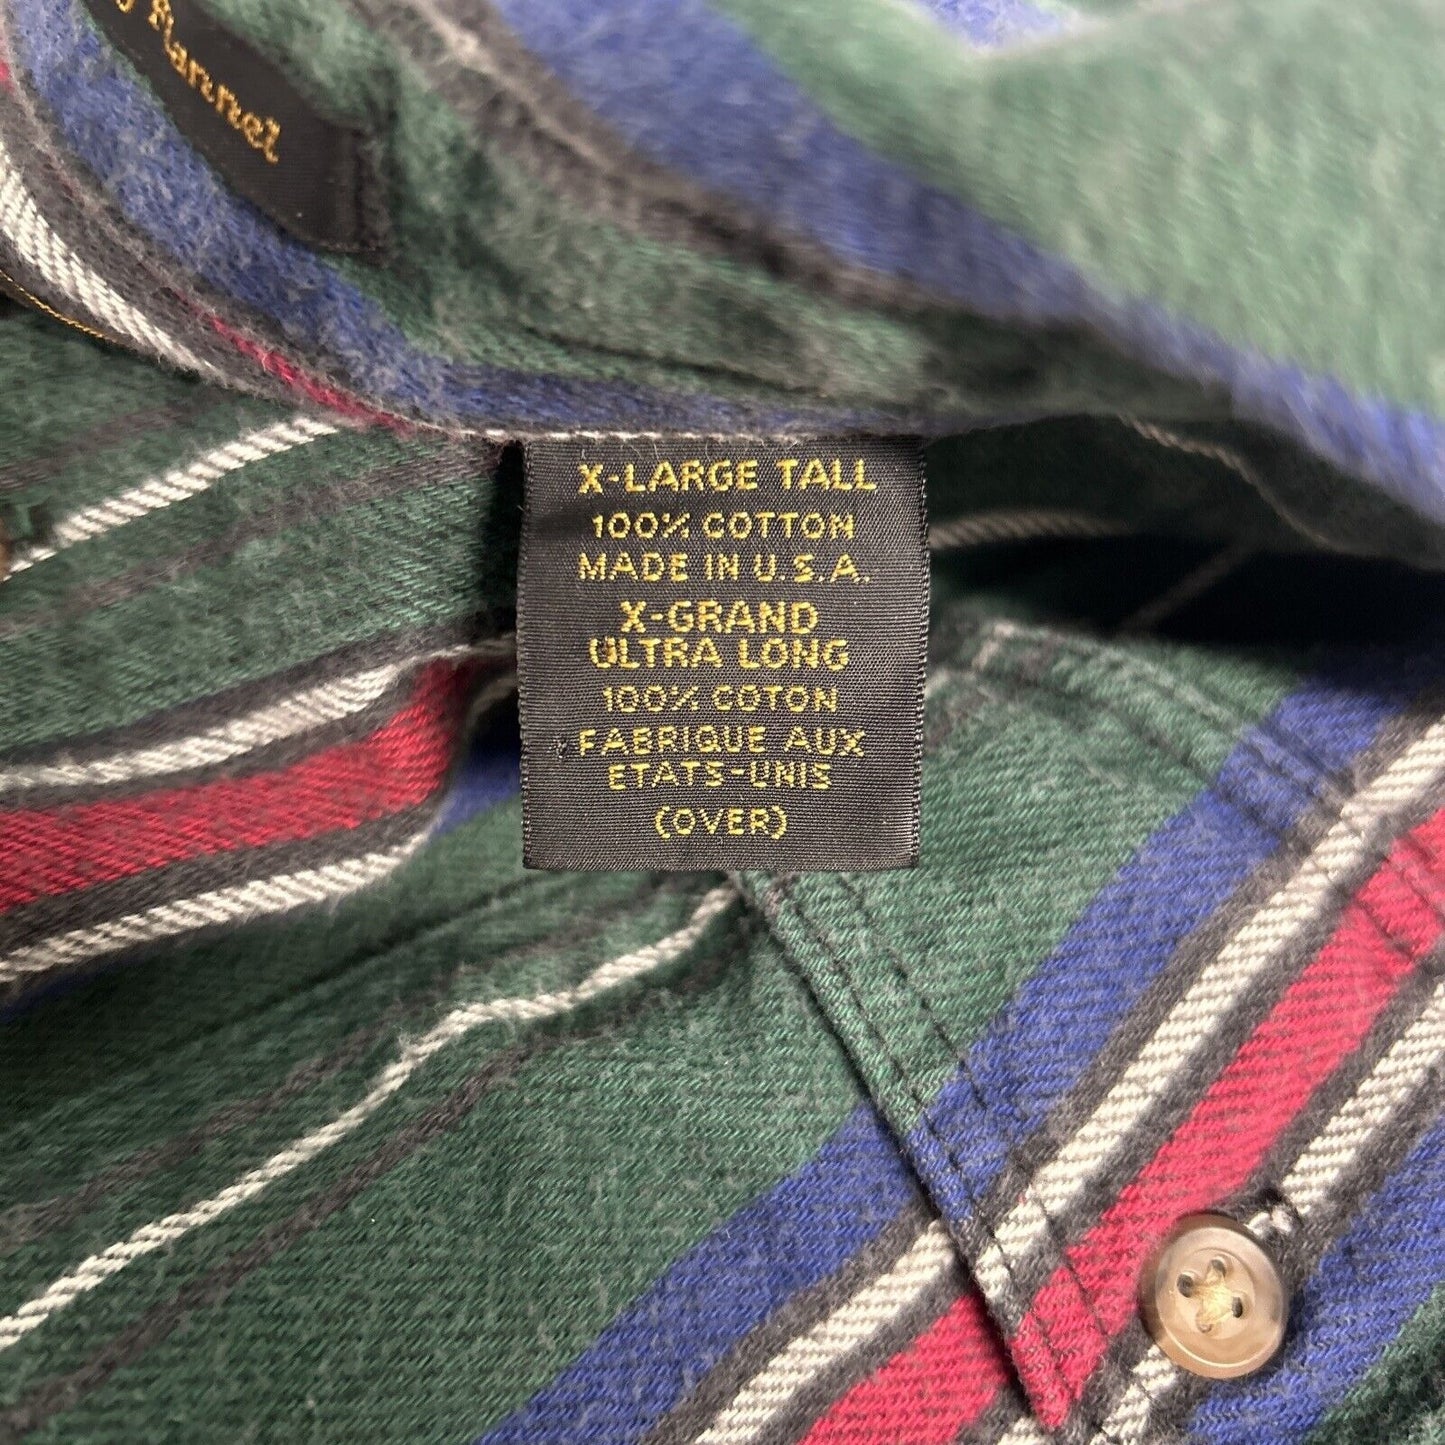 Flannel
X-LARGE TALL
100% COTTON
MADE IN U.S.A.
X-GRAND
ULTRA LONG
100% COTON
FABRIQUE AUX
ETATS-UNIS
(OVER)